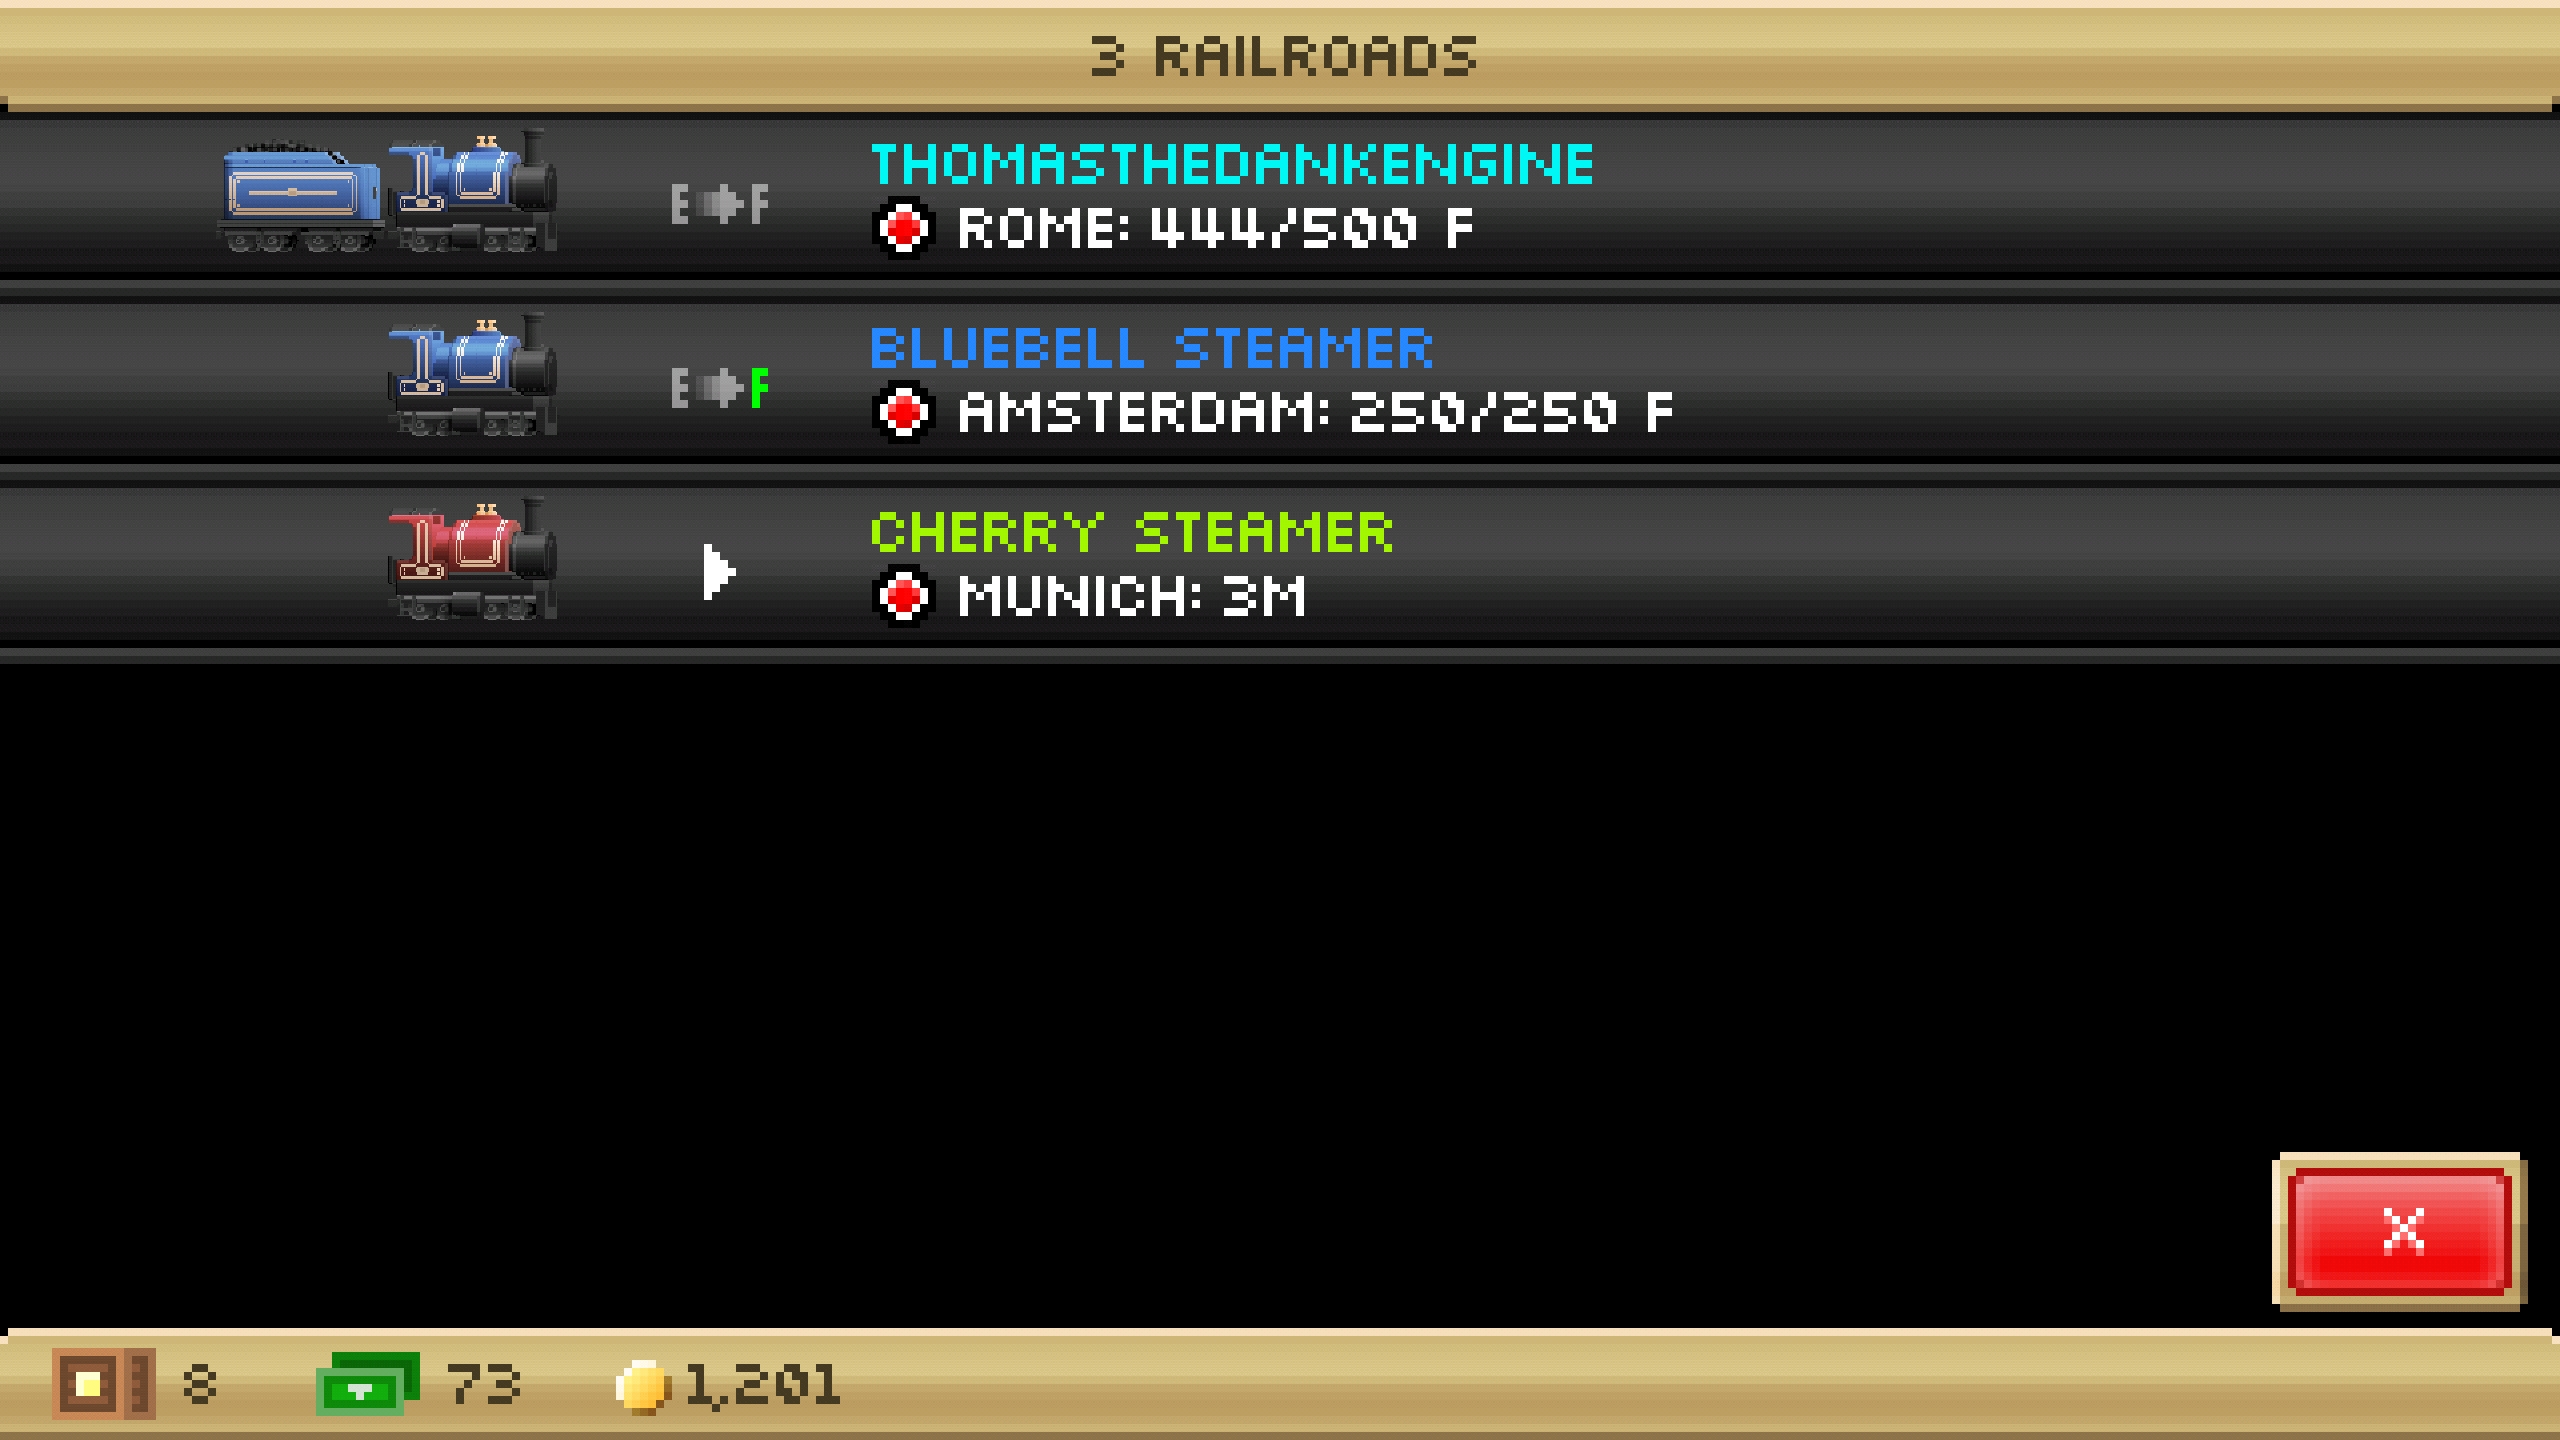 3 RAILROADS
E F
THOMASTHEDANKENGINE
ROME: 444/500 F
E F
BLUEBELL STEAMER
AMSTERDAM: 250/250 F
CHERRY STEAMER
MUNICH: 3M
X
8 73 1,201